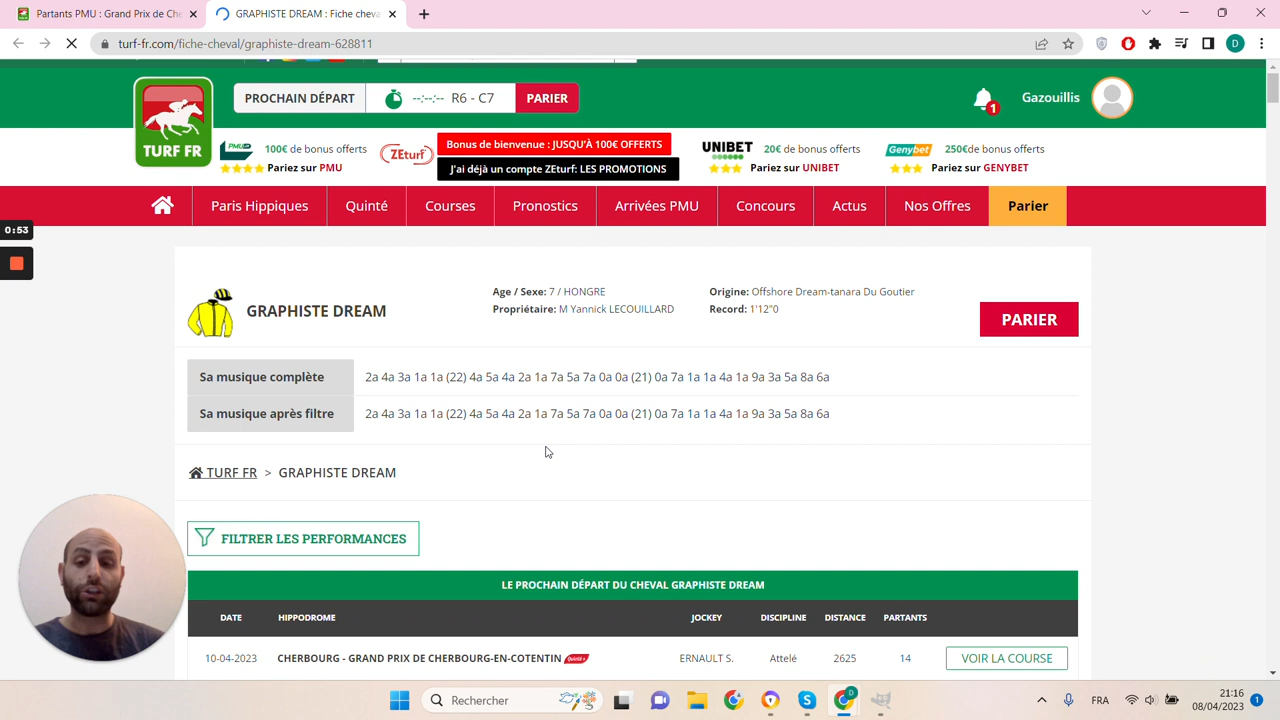 Partants PMU : Grand Prix de Che
GRAPHISTE DREAM : Fiche cheva
turf-fr.com/fiche-cheval/graphiste-dream-628811
TURF FR
PROCHAIN DÉPART
--:--:-- R6 - C7
PARIER
1
Gazouillis
PMU
100€ de bonus offerts
Pariez sur PMU
ZEturf
Bonus de bienvenue : JUSQU'À 100€ OFFERTS
J'ai déjà un compte ZEturf: LES PROMOTIONS
UNIBET
20€ de bonus offerts
Pariez sur UNIBET
Genybet
250€de bonus offerts
Pariez sur GENYBET
Paris Hippiques
Quinté
Courses
Pronostics
Arrivées PMU
Concours
Actus
Nos Offres
Parier
0:53
GRAPHISTE DREAM
Age / Sexe: 7 / HONGRE
Propriétaire: M Yannick LECOUILLARD
Origine: Offshore Dream-tanara Du Goutier
Record: 1'12"0
PARIER
Sa musique complète
2a 4a 3a 1a 1a (22) 4a 5a 4a 2a 1a 7a 5a 7a 0a 0a (21) 0a 7a 1a 1a 4a 1a 9a 3a 5a 8a 6a
Sa musique après filtre
2a 4a 3a 1a 1a (22) 4a 5a 4a 2a 1a 7a 5a 7a 0a 0a (21) 0a 7a 1a 1a 4a 1a 9a 3a 5a 8a 6a
TURF FR > GRAPHISTE DREAM
FILTRER LES PERFORMANCES
LE PROCHAIN DÉPART DU CHEVAL GRAPHISTE DREAM
DATE HIPPODROME JOCKEY DISCIPLINE DISTANCE PARTANTS
10-04-2023 CHERBOURG - GRAND PRIX DE CHERBOURG-EN-COTENTIN Quinté+ ERNAULT S. Attelé 2625 14 VOIR LA COURSE
Rechercher
FRA
21:16
08/04/2023
1